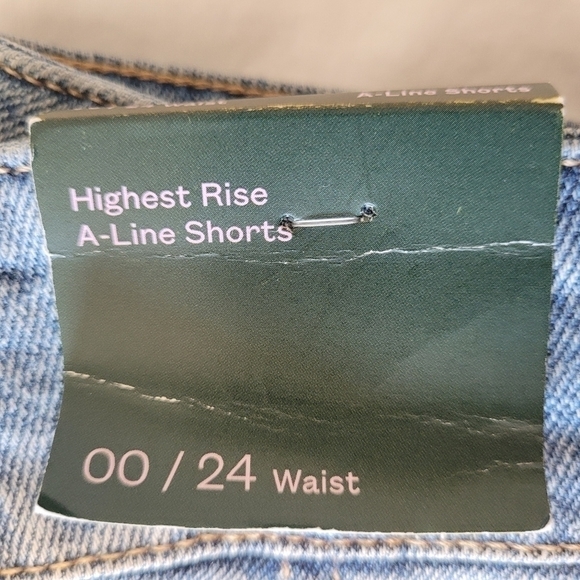 A-Line Shorts
Highest Rise
A-Line Shorts
00 / 24 Waist